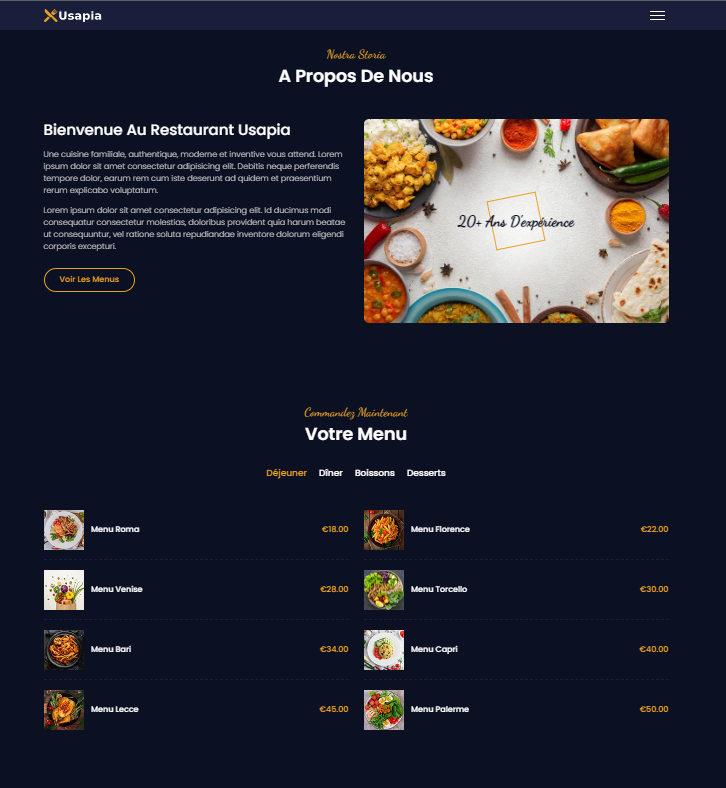 Usapia
Nostra Storia
A Propos De Nous
Bienvenue Au Restaurant Usapia
Une cuisine familiale, authentique, moderne et inventive vous attend. Lorem
ipsum dolor sit amet consectetur adipisicing elit. Debitis neque perferendis
tempore dolor, earum rem cum iste deserunt ad quidem et praesentium
rerum explicabo voluptatum.
Lorem ipsum dolor sit amet consectetur adipisicing elit. Id ducimus modi
consequatur consectetur molestias, doloribus provident quia harum beatae
ut consequuntur, vel ratione soluta repudiandae inventore dolorum eligendi
corporis excepturi.
Voir Les Menus
20+ Ans D'expérience
Commandez Maintenant
Votre Menu
Déjeuner Dîner Boissons Desserts
Menu Roma €18.00 Menu Florence €22.00
Menu Venise €28.00 Menu Torcello €30.00
Menu Bari €34.00 Menu Capri €40.00
Menu Lecce €45.00 Menu Palerme €50.00